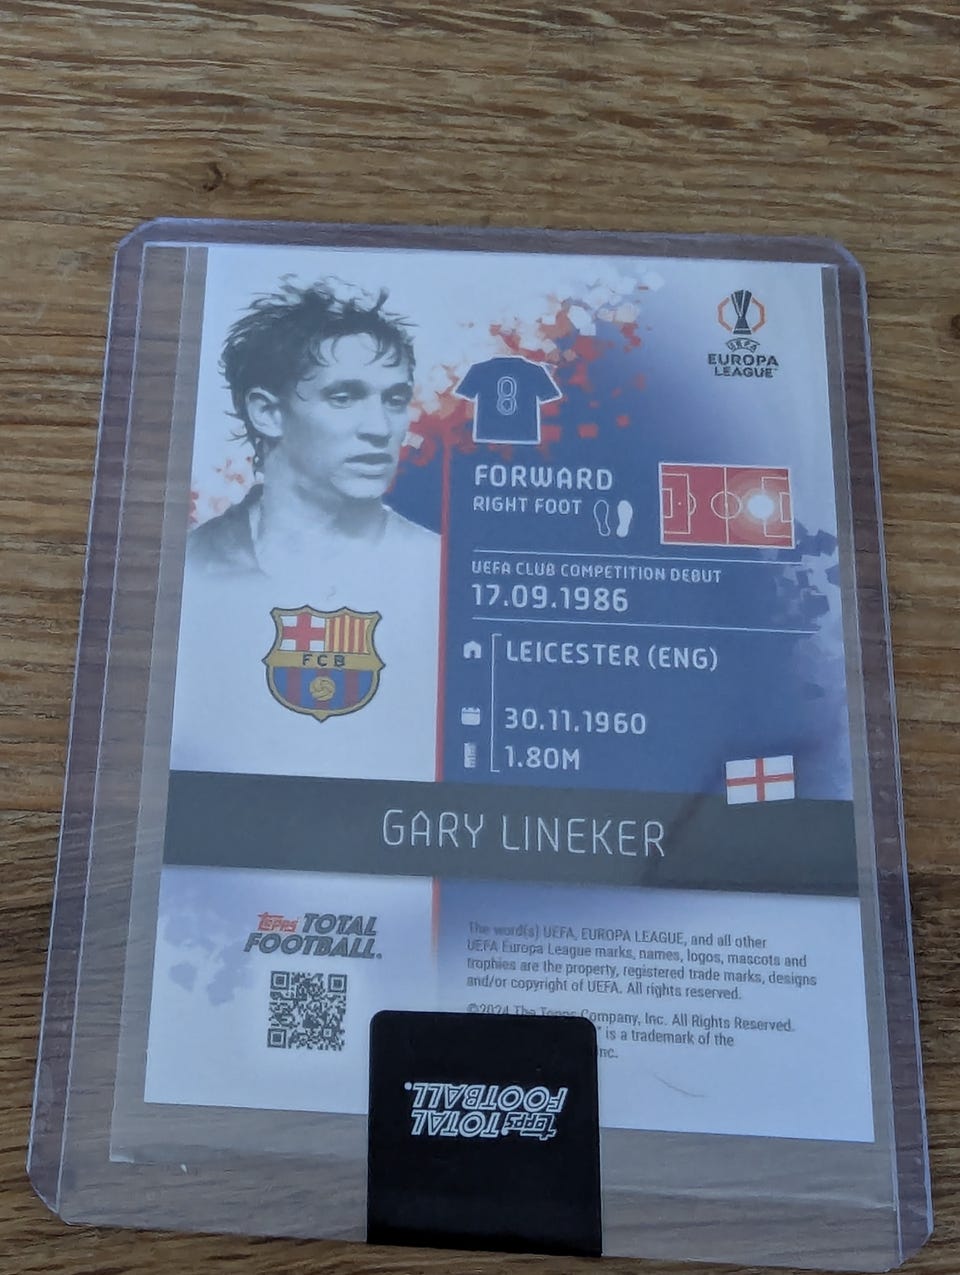 8
UEFA
EUROPA
LEAGUE
FORWARD
RIGHT FOOT
UEFA CLUB COMPETITION DEBUT
17.09.1986
FCB
LEICESTER (ENG)
30.11.1960
1.80M
GARY LINEKER
topps TOTAL
FOOTBALL.
The word(s) UEFA, EUROPA LEAGUE, and all other
UEFA Europa League marks, names, logos, mascots and
trophies are the property, registered trade marks, designs
and/or copyright of UEFA. All rights reserved.
©2024 The Topps Company, Inc. All Rights Reserved.
" is a trademark of the
Inc.
topps TOTAL
FOOTBALL.